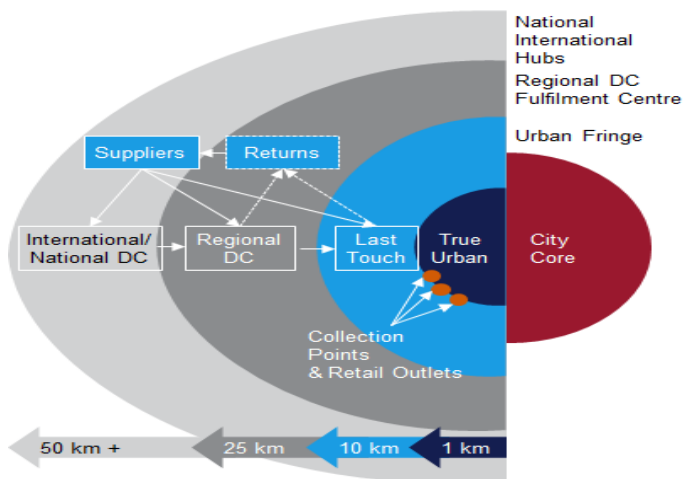 National
International
Hubs
Regional DC
Fulfilment Centre
Urban Fringe
Suppliers
Returns
International/
National DC
Regional
DC
Last
Touch
True
Urban
City
Core
Collection
Points
& Retail Outlets
50 km +
25 km
10 km
1 km